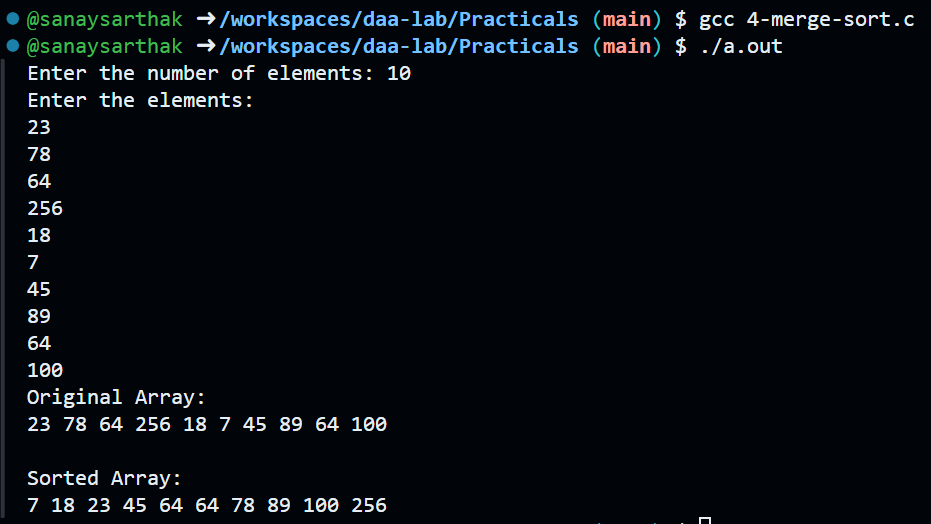 @sanaysarthak ➜/workspaces/daa-lab/Practicals (main) $ gcc 4-merge-sort.c
@sanaysarthak ➜/workspaces/daa-lab/Practicals (main) $ ./a.out
Enter the number of elements: 10
Enter the elements:
23
78
64
256
18
7
45
89
64
100
Original Array:
23 78 64 256 18 7 45 89 64 100
Sorted Array:
7 18 23 45 64 64 78 89 100 256